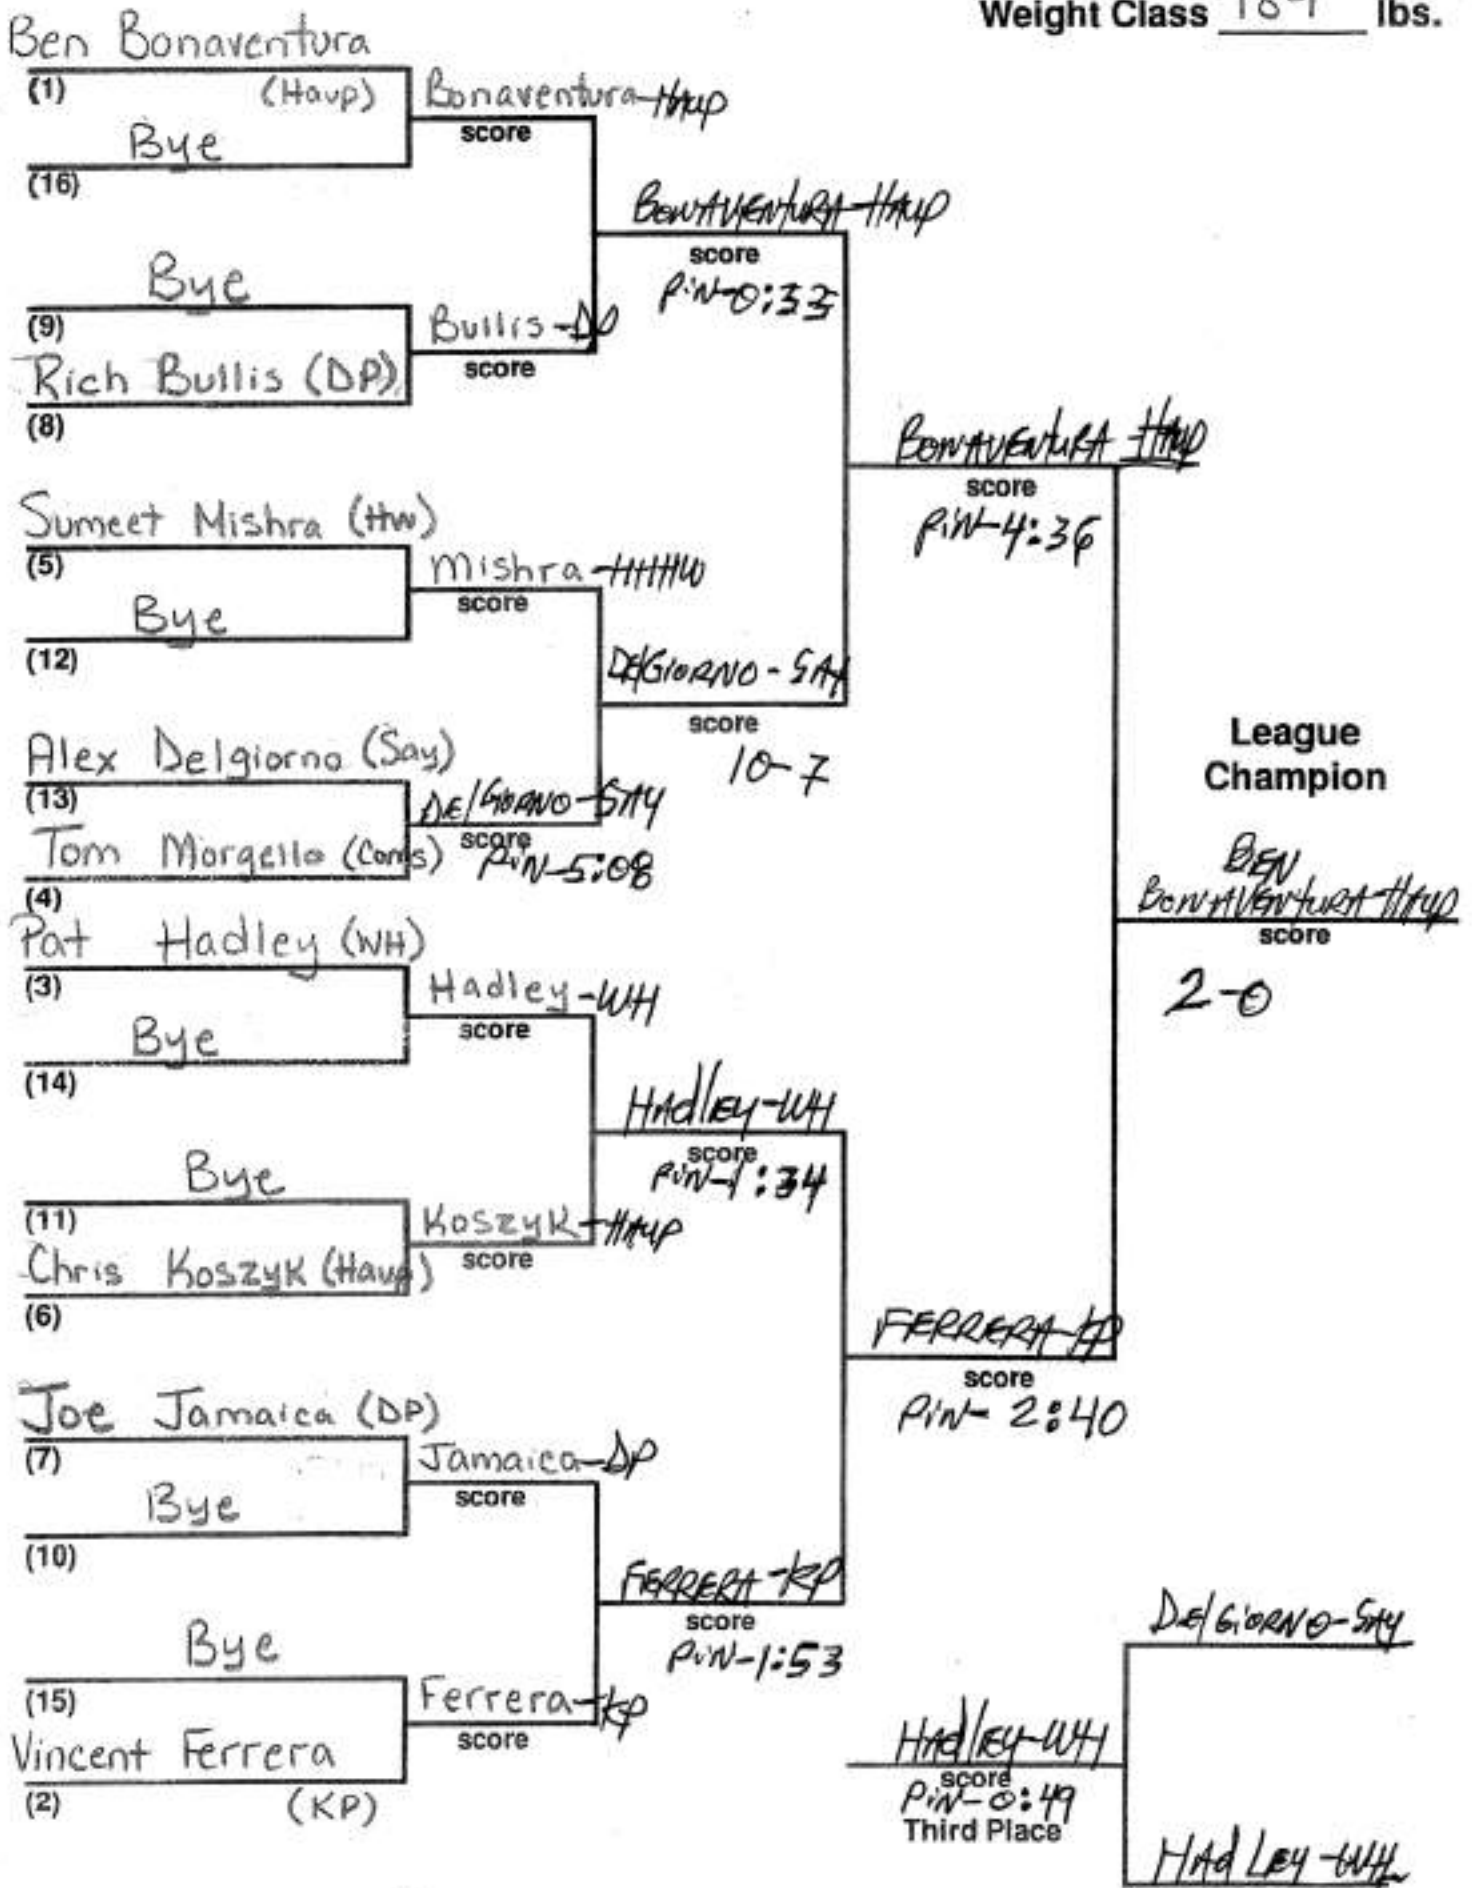 Weight Class lbs.
Ben Bonaventura
(1) (Haup)
Bonaventura-HAUP
score
Bye
(16)
BONAVENTURA-HAUP
score
PiN-0:33
Bye
(9)
Bullis-DP
score
Rich Bullis (DP)
(8)
BONAVENTURA-HAUP
score
PiN-4:36
Sumeet Mishra (HW)
(5)
Mishra-HHHW
score
Bye
(12)
DelGiORNO-SAY
score
10-7
Alex Delgiorno (Say)
(13)
DelGiORNO-SAY
score
PiN-5:08
Tom Morgello (Coms)
(4)
League
Champion
BEN
BONAVENTURA-HAUP
score
2-0
Pat Hadley (WH)
(3)
Hadley-WH
score
Bye
(14)
HAdlEy-WH
score
PiN-1:34
Bye
(11)
Koszyk-HAUP
score
Chris Koszyk (Haup)
(6)
FERRERA-KP
score
PiN-2:40
Joe Jamaica (DP)
(7)
Jamaica-DP
score
Bye
(10)
FERRERA-KP
score
PiN-1:53
Bye
(15)
Ferrera-KP
score
Vincent Ferrera
(2) (KP)
DelGiORNO-SAY
HAdlEy-WH
score
PiN-0:49
Third Place
HAdLEy-WH